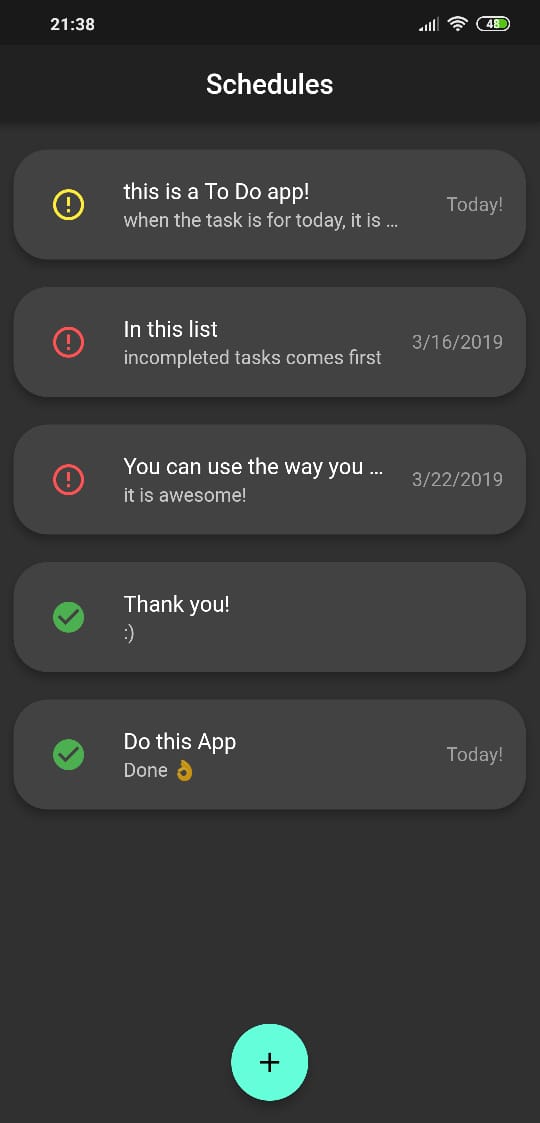 21:38
48
Schedules
this is a To Do app!
when the task is for today, it is …
Today!
In this list
incompleted tasks comes first
3/16/2019
You can use the way you …
it is awesome!
3/22/2019
Thank you!
:)
Do this App
Done 👌
Today!
+